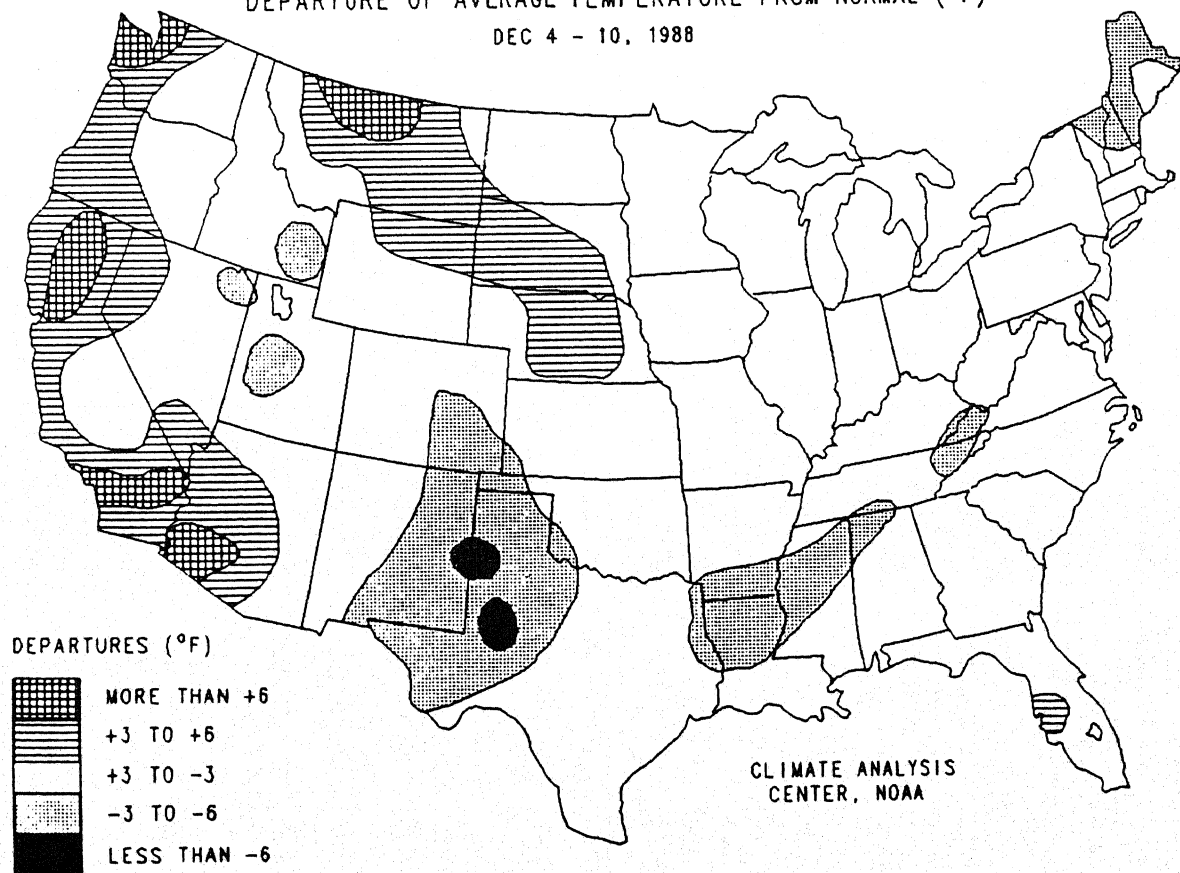 DEPARTURE OF AVERAGE TEMPERATURE FROM NORMAL (°F)
DEC 4 - 10, 1988
DEPARTURES (°F)
MORE THAN +6
+3 TO +6
+3 TO -3
-3 TO -6
LESS THAN -6
CLIMATE ANALYSIS
CENTER, NOAA